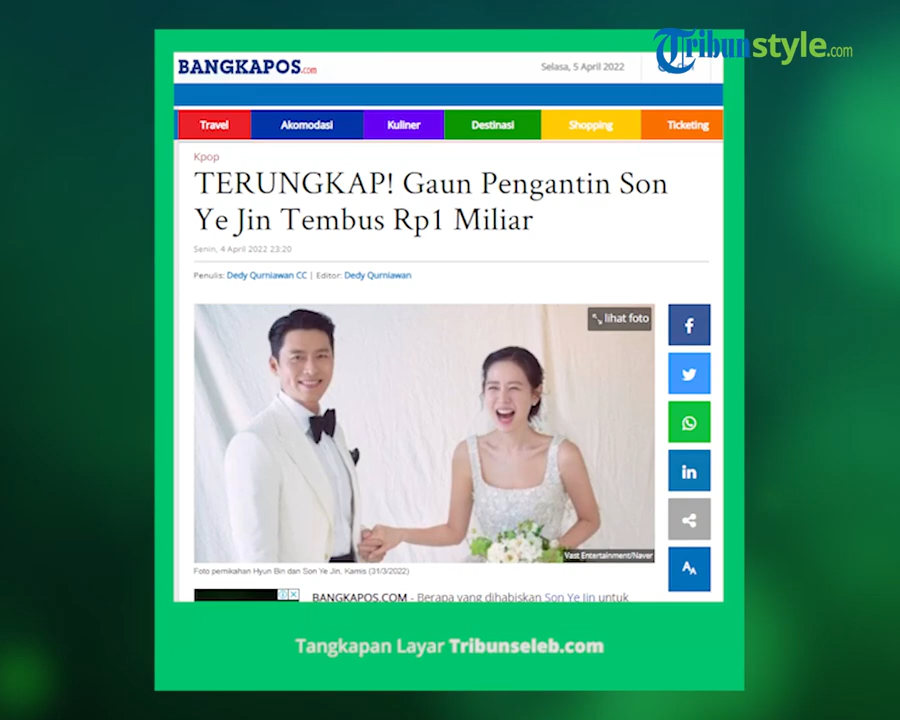 Tribunstyle.com
BANGKAPOS.com
Selasa, 5 April 2022
Travel
Akomodasi
Kuliner
Destinasi
Shopping
Ticketing
Kpop
TERUNGKAP! Gaun Pengantin Son
Ye Jin Tembus Rp1 Miliar
Senin, 4 April 2022 23:20
Penulis: Dedy Qurniawan CC | Editor: Dedy Qurniawan
lihat foto
Vast Entertainment/Naver
Foto pernikahan Hyun Bin dan Son Ye Jin, Kamis (31/3/2022)
BANGKAPOS.COM - Berapa yang dihabiskan Son Ye Jin untuk
Tangkapan Layar Tribunseleb.com